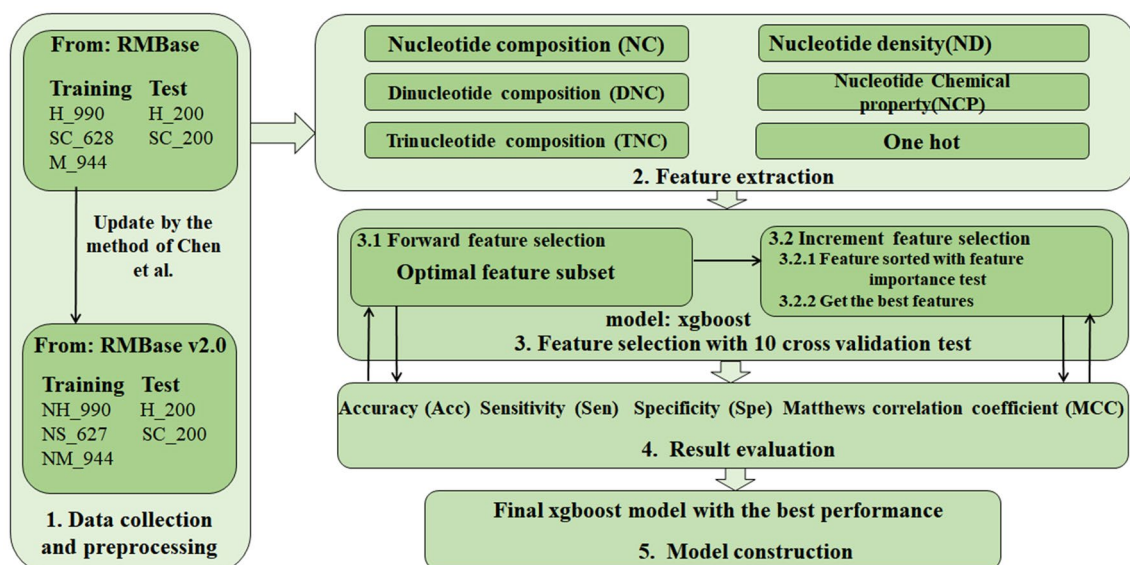 From: RMBase
Training Test
H_990 H_200
SC_628 SC_200
M_944
Update by the
method of Chen
et al.
From: RMBase v2.0
Training Test
NH_990 H_200
NS_627 SC_200
NM_944
1. Data collection
and preprocessing
Nucleotide composition (NC)
Nucleotide density(ND)
Dinucleotide composition (DNC)
Nucleotide Chemical
property(NCP)
Trinucleotide composition (TNC)
One hot
2. Feature extraction
3.1 Forward feature selection
Optimal feature subset
3.2 Increment feature selection
3.2.1 Feature sorted with feature
importance test
3.2.2 Get the best features
model: xgboost
3. Feature selection with 10 cross validation test
Accuracy (Acc) Sensitivity (Sen) Specificity (Spe) Matthews correlation coefficient (MCC)
4. Result evaluation
Final xgboost model with the best performance
5. Model construction